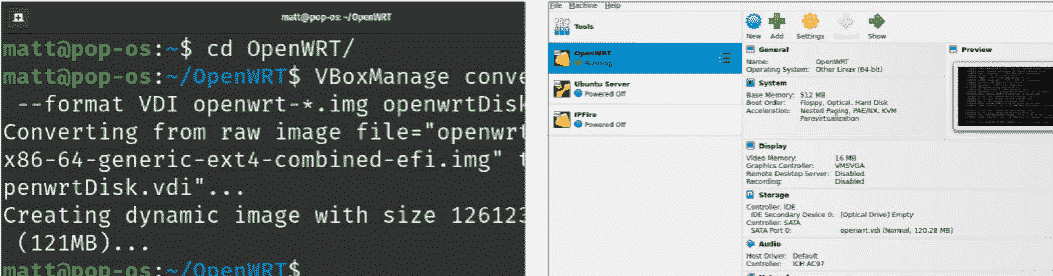 matt@pop-os: ~/OpenWRT
matt@pop-os:~$ cd OpenWRT/
matt@pop-os:~/OpenWRT$ VBoxManage conve
--format VDI openwrt-*.img openwrtDisk
Converting from raw image file="openwrt
x86-64-generic-ext4-combined-efi.img" t
penwrtDisk.vdi"...
Creating dynamic image with size 126123
(121MB)...
matt@pop-os:~/OpenWRT$
File Machine Help
Tools
OpenWRT
Running
Ubuntu Server
Powered Off
IPFire
Powered Off
New Add Settings Discard Show
General
Name: OpenWRT
Operating System: Other Linux (64-bit)
System
Base Memory: 512 MB
Boot Order: Floppy, Optical, Hard Disk
Acceleration: Nested Paging, PAE/NX, KVM
Paravirtualization
Preview
Display
Video Memory: 16 MB
Graphics Controller: VMSVGA
Remote Desktop Server: Disabled
Recording: Disabled
Storage
Controller: IDE
IDE Secondary Device 0: [Optical Drive] Empty
Controller: SATA
SATA Port 0: openwrt.vdi (Normal, 120.28 MB)
Audio
Host Driver: Default
Controller: ICH AC97